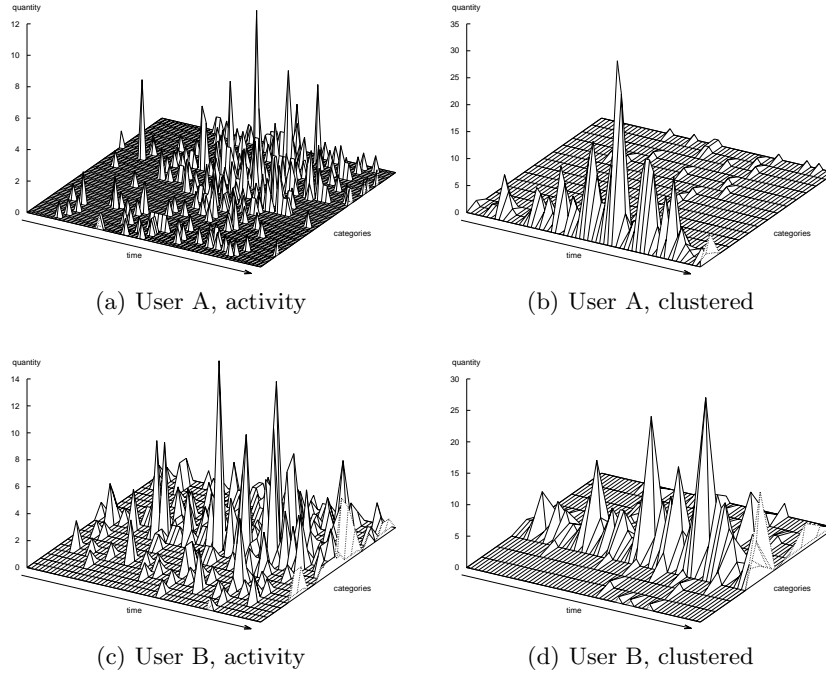 quantity
12
10
8
6
4
2
0
time
categories
(a) User A, activity
quantity
35
30
25
20
15
10
5
0
time
categories
(b) User A, clustered
quantity
14
12
10
8
6
4
2
0
time
categories
(c) User B, activity
quantity
30
25
20
15
10
5
0
time
categories
(d) User B, clustered